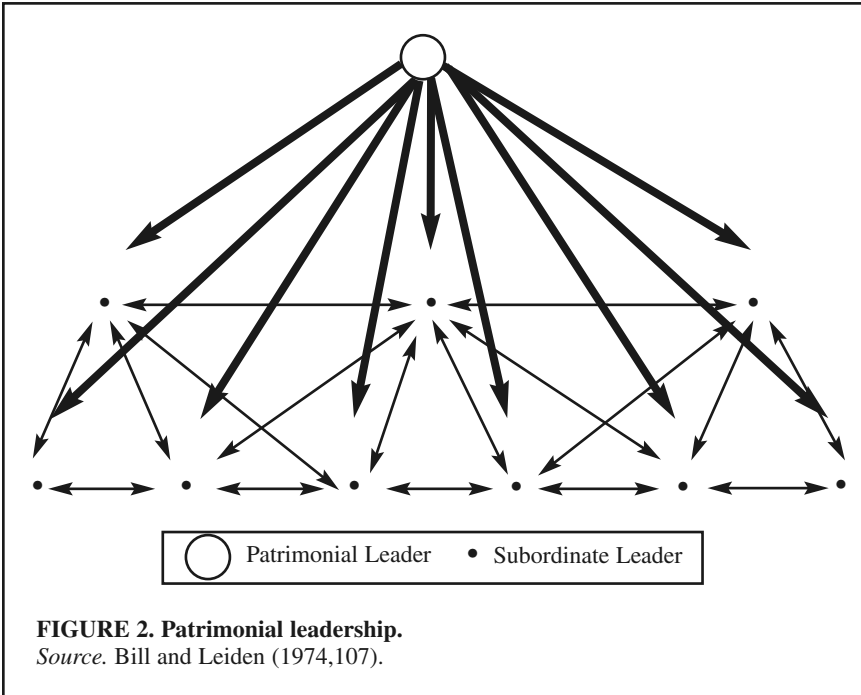 Patrimonial Leader • Subordinate Leader
FIGURE 2. Patrimonial leadership.
Source. Bill and Leiden (1974,107).